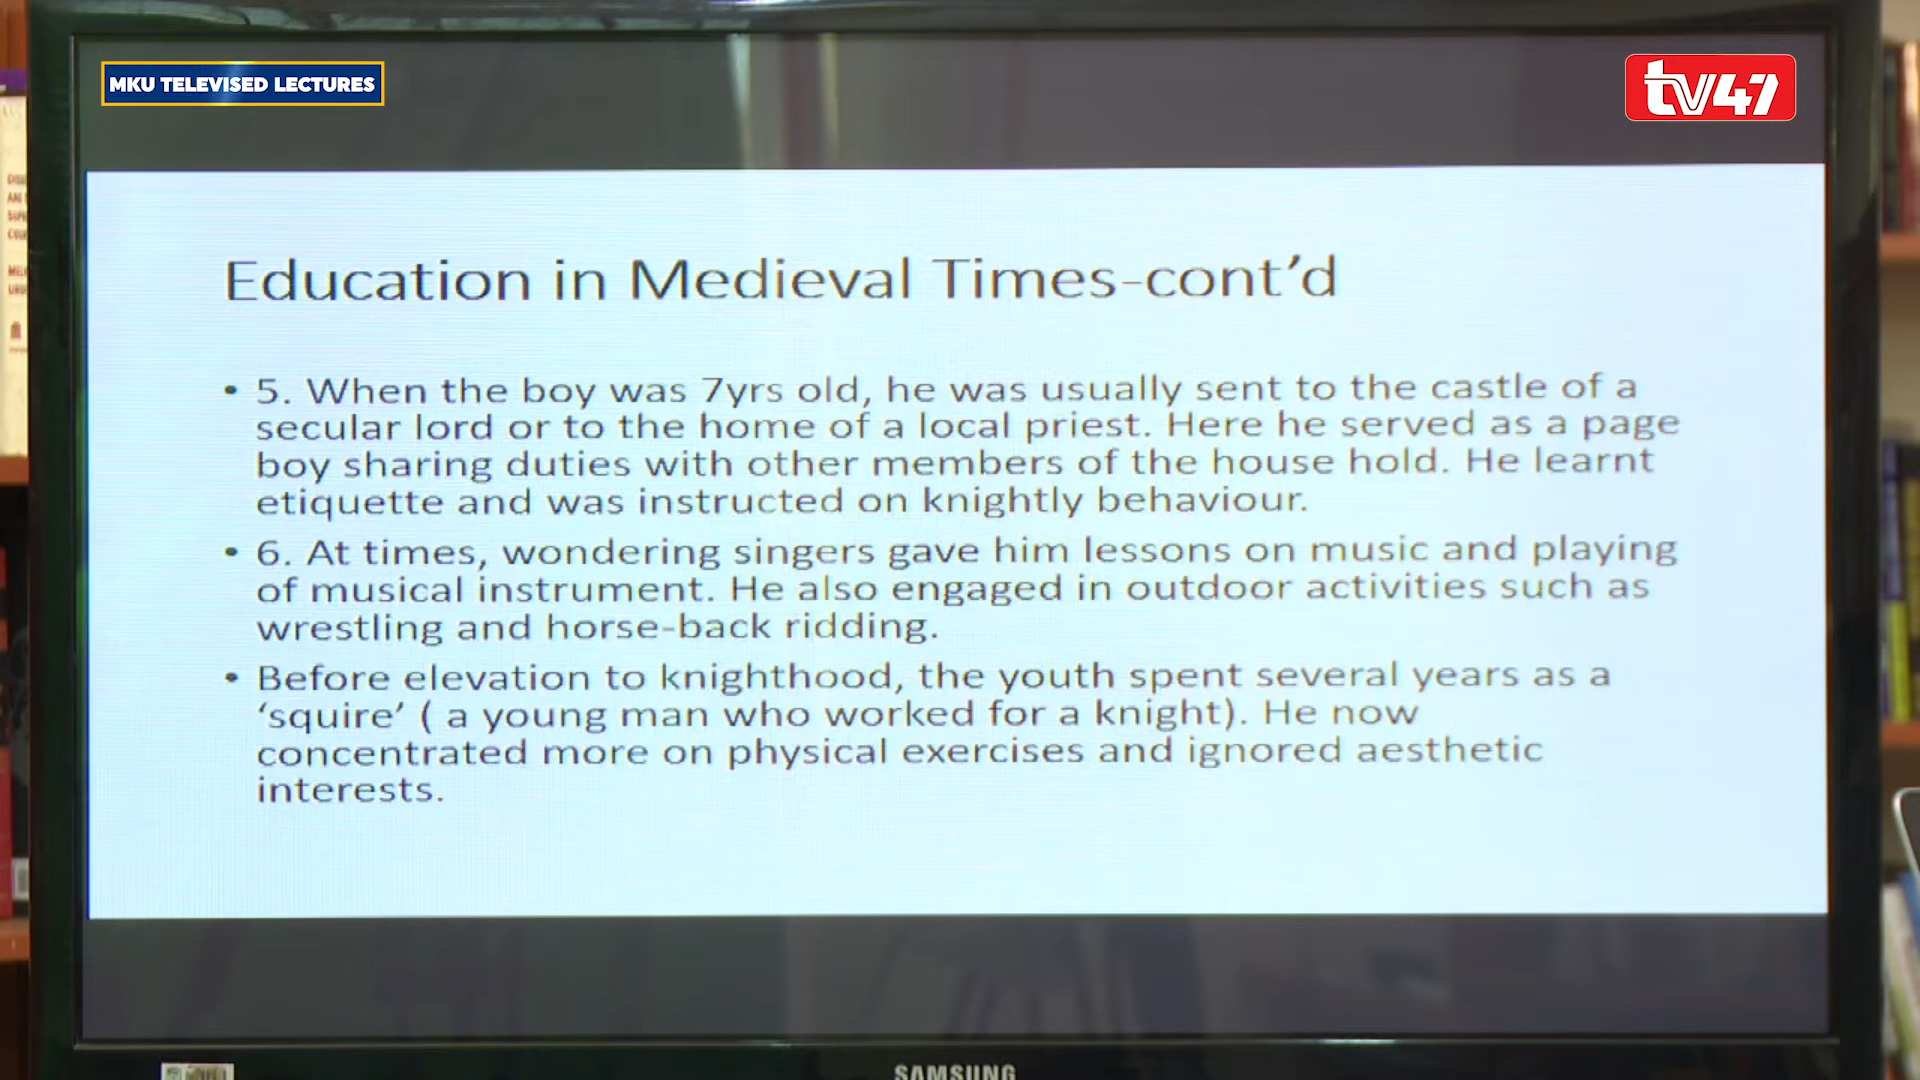 MKU TELEVISED LECTURES
tv47
Education in Medieval Times-cont'd
• 5. When the boy was 7yrs old, he was usually sent to the castle of a
secular lord or to the home of a local priest. Here he served as a page
boy sharing duties with other members of the house hold. He learnt
etiquette and was instructed on knightly behaviour.
• 6. At times, wondering singers gave him lessons on music and playing
of musical instrument. He also engaged in outdoor activities such as
wrestling and horse-back ridding.
• Before elevation to knighthood, the youth spent several years as a
‘squire’ ( a young man who worked for a knight). He now
concentrated more on physical exercises and ignored aesthetic
interests.
SAMSUNG